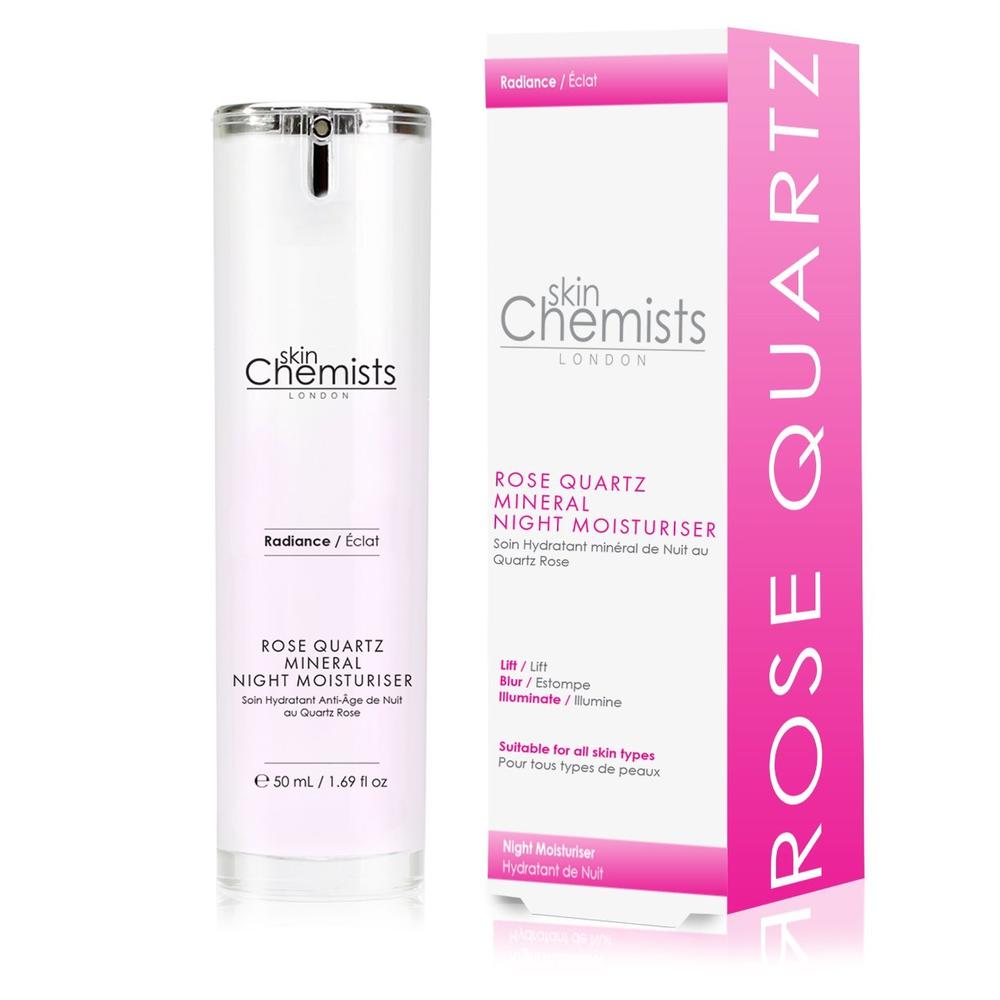 skin
Chemists
LONDON
Radiance / Éclat
ROSE QUARTZ
MINERAL
NIGHT MOISTURISER
Soin Hydratant Anti-Âge de Nuit
au Quartz Rose
℮ 50 mL / 1.69 fl oz
Radiance / Éclat
skin
Chemists
LONDON
ROSE QUARTZ
MINERAL
NIGHT MOISTURISER
Soin Hydratant minéral de Nuit au
Quartz Rose
Lift / Lift
Blur / Estompe
Illuminate / Illumine
Suitable for all skin types
Pour tous types de peaux
Night Moisturiser
Hydratant de Nuit
ROSE QUARTZ